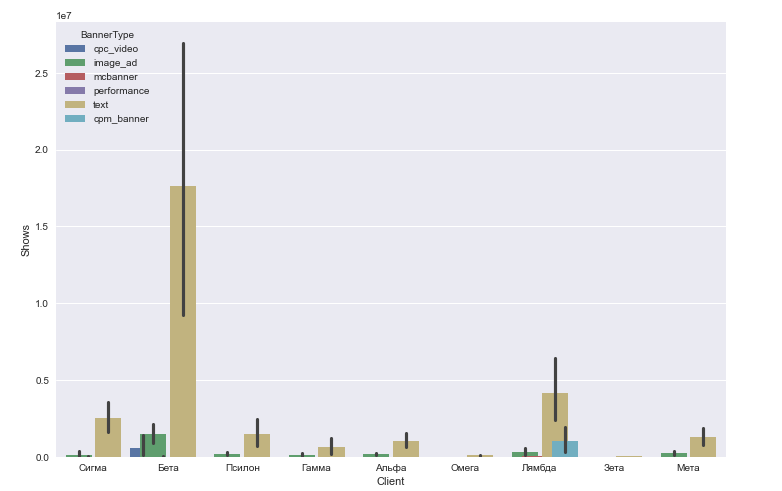 1e7
BannerType
cpc_video
image_ad
mcbanner
performance
text
cpm_banner
2.5
2.0
1.5
1.0
0.5
0.0
Shows
Сигма Бета Псилон Гамма Альфа Омега Лямбда Зета Мета
Client